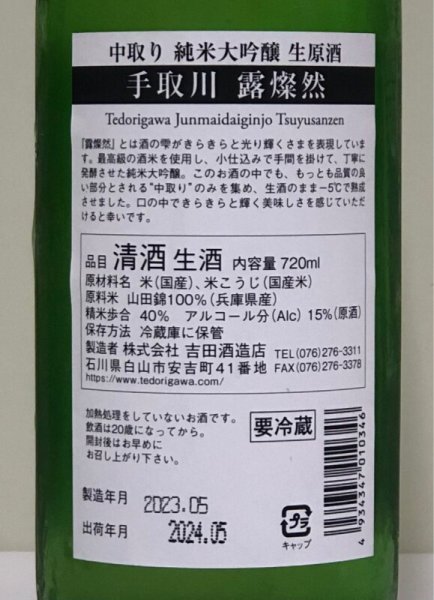 中取り 純米大吟醸 生原酒
手取川 露燦然
Tedorigawa Junmaidaiginjo Tsuyusanzen
『露燦然』とは酒の雫がきらきらと光り輝くさまを表現しています。最高級の酒米を使用し、小仕込みで手間を掛けて、丁寧に発酵させた純米大吟醸。このお酒の中でも、もっとも品質の良い部分とされる"中取り"のみを集め、生酒のまま-5℃で熟成させました。口の中できらきらと輝く美味しさを感じていただけると幸いです。
品目 清酒 生酒 内容量 720ml
原材料名 米(国産)、米こうじ(国産米)
原料米 山田錦100%(兵庫県産)
精米歩合 40% アルコール分(Alc) 15%(原酒)
保存方法 冷蔵庫に保管
製造者 株式会社 吉田酒造店 TEL(076)276-3311
石川県白山市安吉町41番地 FAX(076)276-3378
https://www.tedorigawa.com/
加熱処理をしていないお酒です。
飲酒は20歳になってから。
開封後はお早めに
お召し上がり下さい。
要冷蔵
製造年月 2023.05
出荷年月 2024.05
プラ
キャップ
4 934347 010346